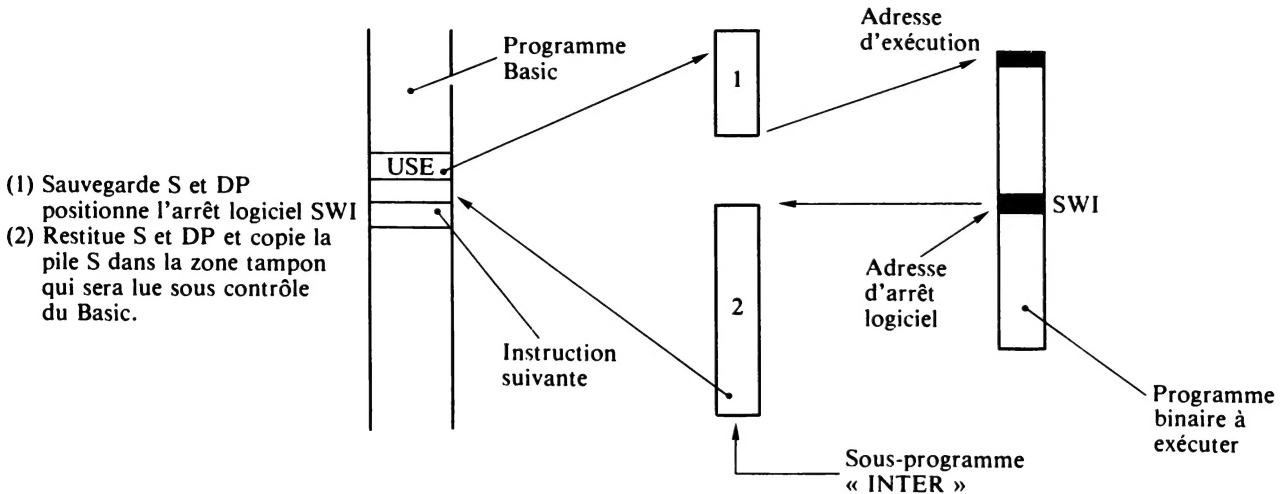 Programme
Basic
USE
(1) Sauvegarde S et DP
positionne l'arrêt logiciel SWI
(2) Restitue S et DP et copie la
pile S dans la zone tampon
qui sera lue sous contrôle
du Basic.
Instruction
suivante
1
2
Sous-programme
« INTER »
Adresse
d'exécution
SWI
Adresse
d'arrêt
logiciel
Programme
binaire à
exécuter